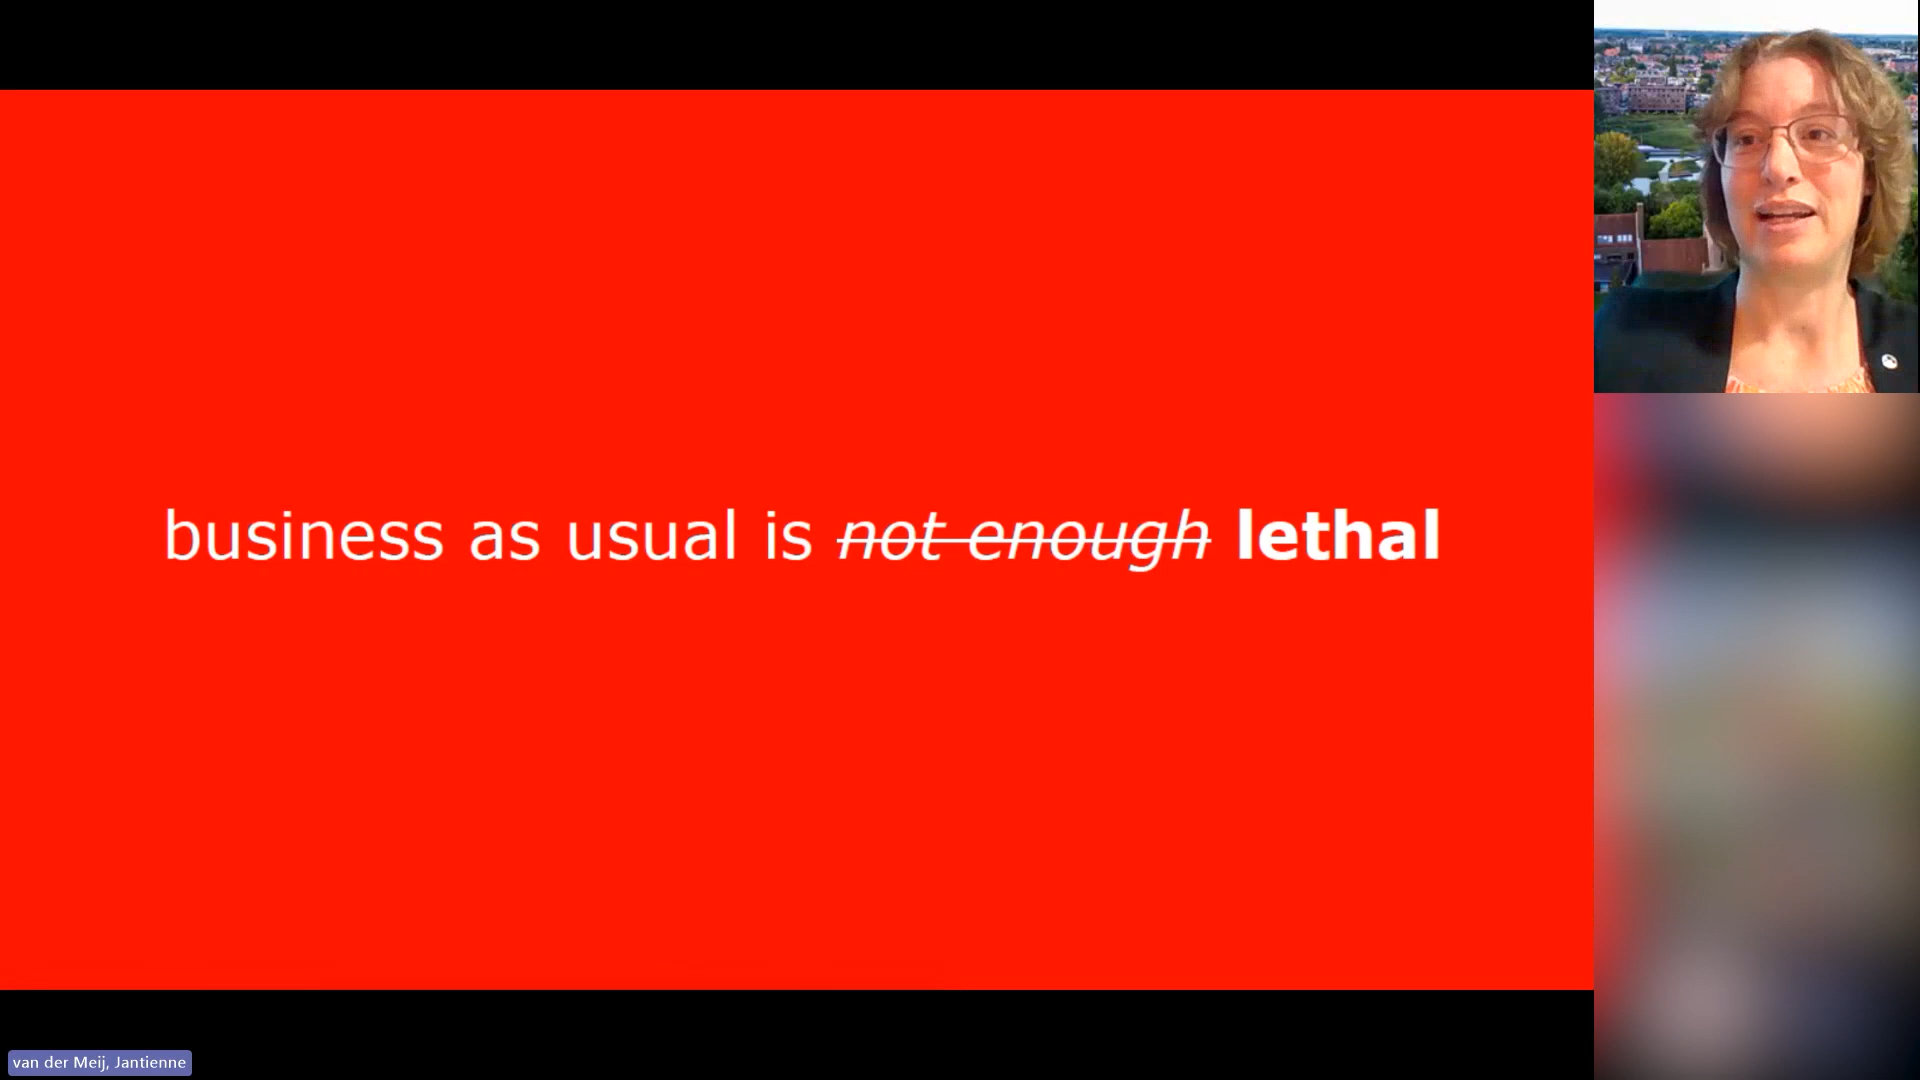 business as usual is not enough lethal
van der Meij, Jantienne